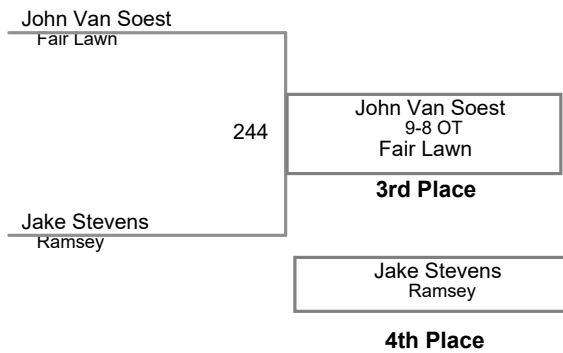 John Van Soest
Fair Lawn
244
John Van Soest
9-8 OT
Fair Lawn
3rd Place
Jake Stevens
Ramsey
Jake Stevens
Ramsey
4th Place